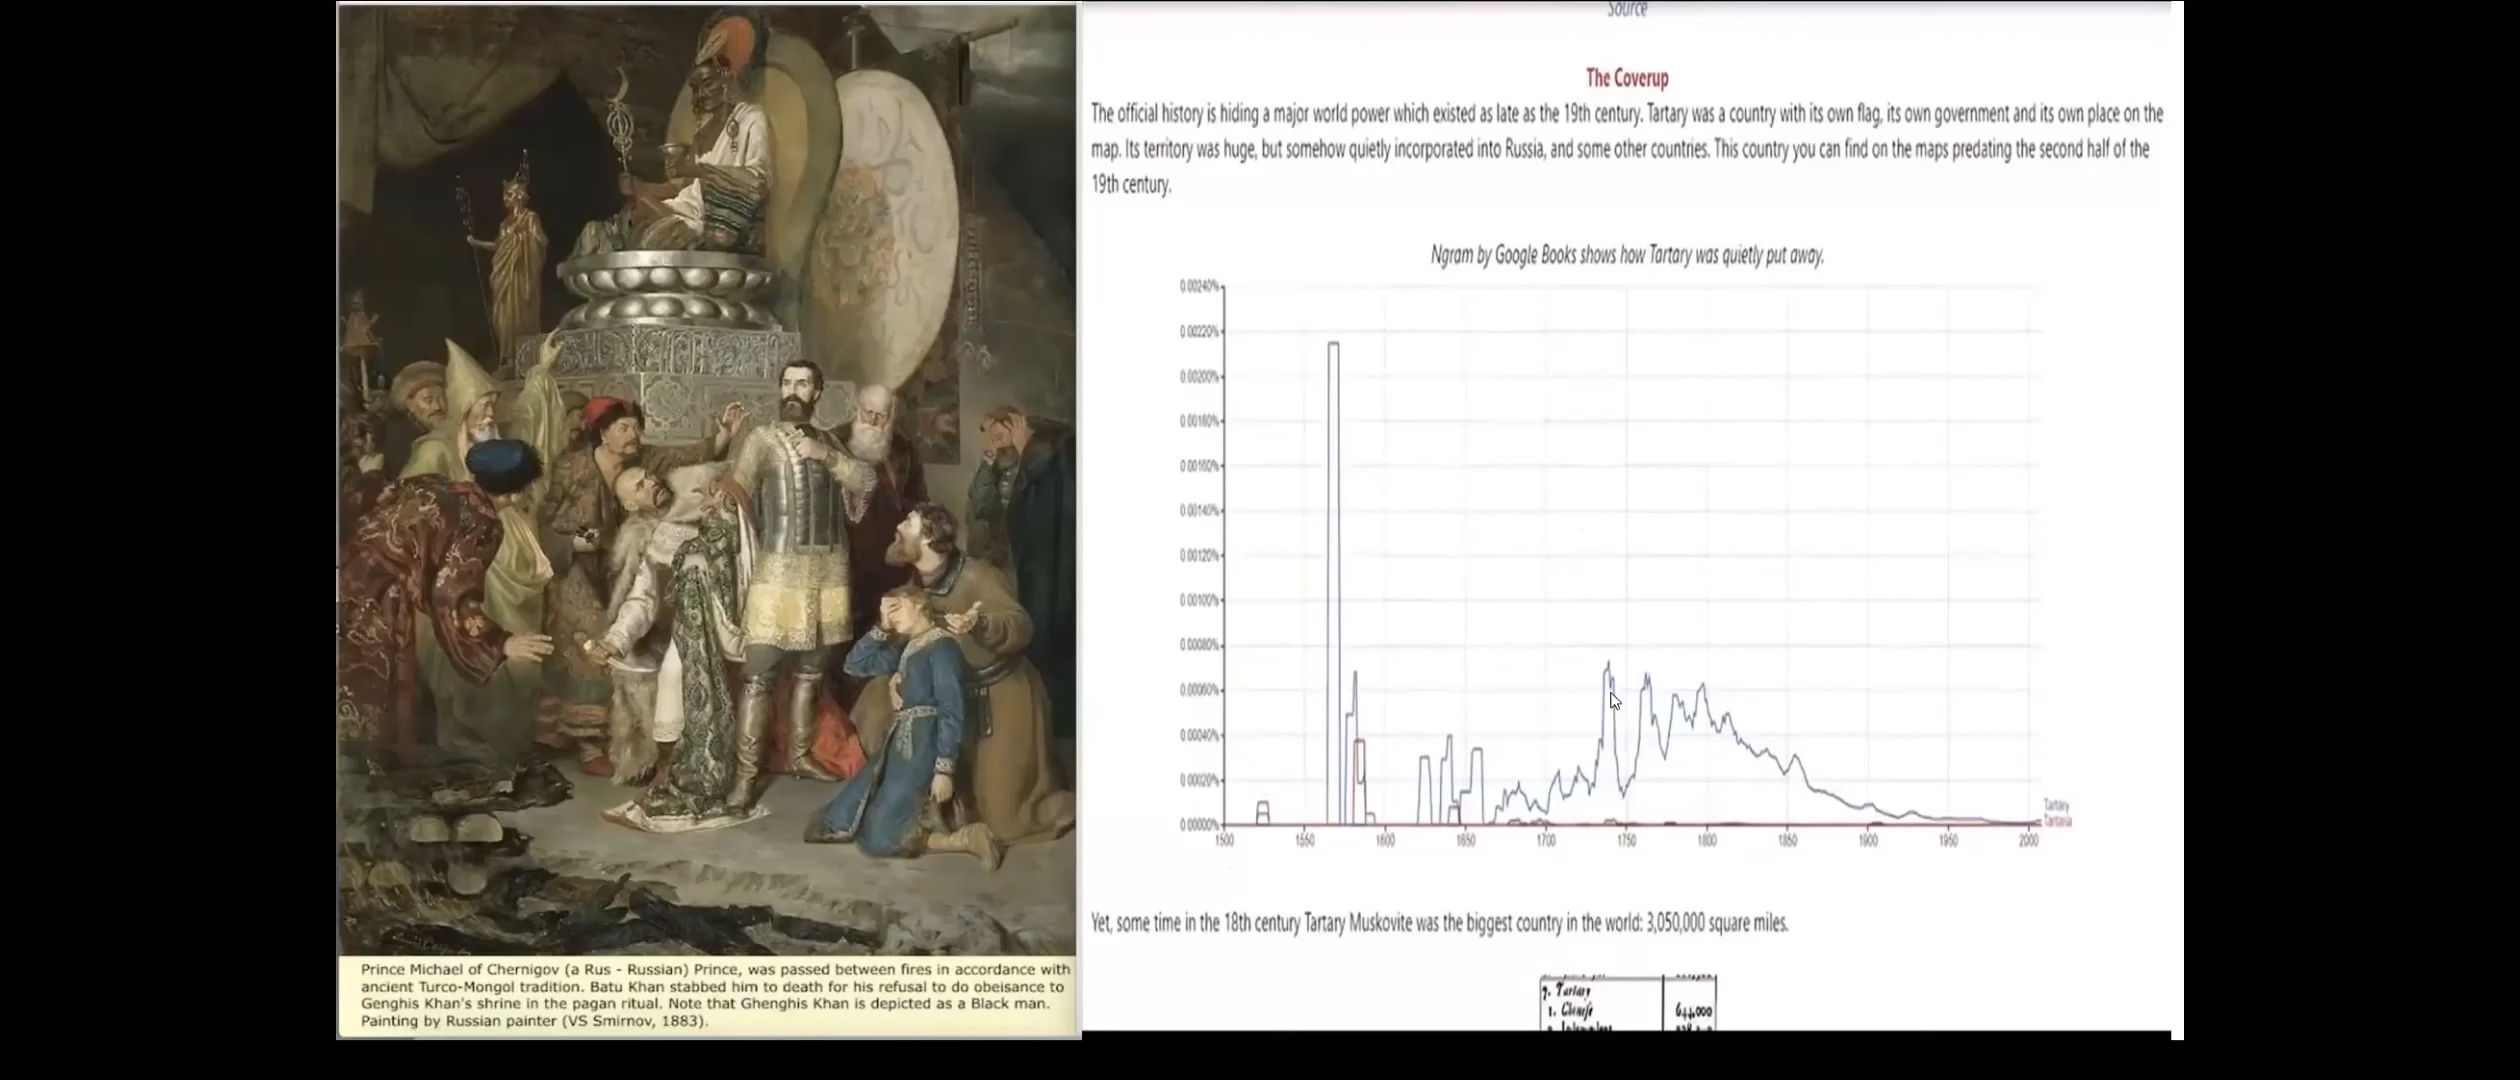 Prince Michael of Chernigov (a Rus - Russian) Prince, was passed between fires in accordance with
ancient Turco-Mongol tradition. Batu Khan stabbed him to death for his refusal to do obeisance to
Genghis Khan's shrine in the pagan ritual. Note that Ghenghis Khan is depicted as a Black man.
Painting by Russian painter (VS Smirnov, 1883).
Source
The Coverup
The official history is hiding a major world power which existed as late as the 19th century. Tartary was a country with its own flag, its own government and its own place on the
map. Its territory was huge, but somehow quietly incorporated into Russia, and some other countries. This country you can find on the maps predating the second half of the
19th century.
Ngram by Google Books shows how Tartary was quietly put away.
0.00240%
0.00220%
0.00200%
0.00180%
0.00160%
0.00140%
0.00120%
0.00100%
0.00080%
0.00060%
0.00040%
0.00020%
0.00000%
Tartary
Tartaria
1500 1550 1600 1650 1700 1750 1800 1850 1900 1950 2000
Yet, some time in the 18th century Tartary Muskovite was the biggest country in the world: 3,050,000 square miles.
7. Tartary
1. Chinese 644,000